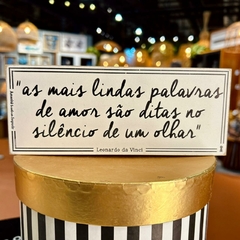 "as mais lindas palavras
de amor são ditas no
silêncio de um olhar"
Leonardo da Vinci